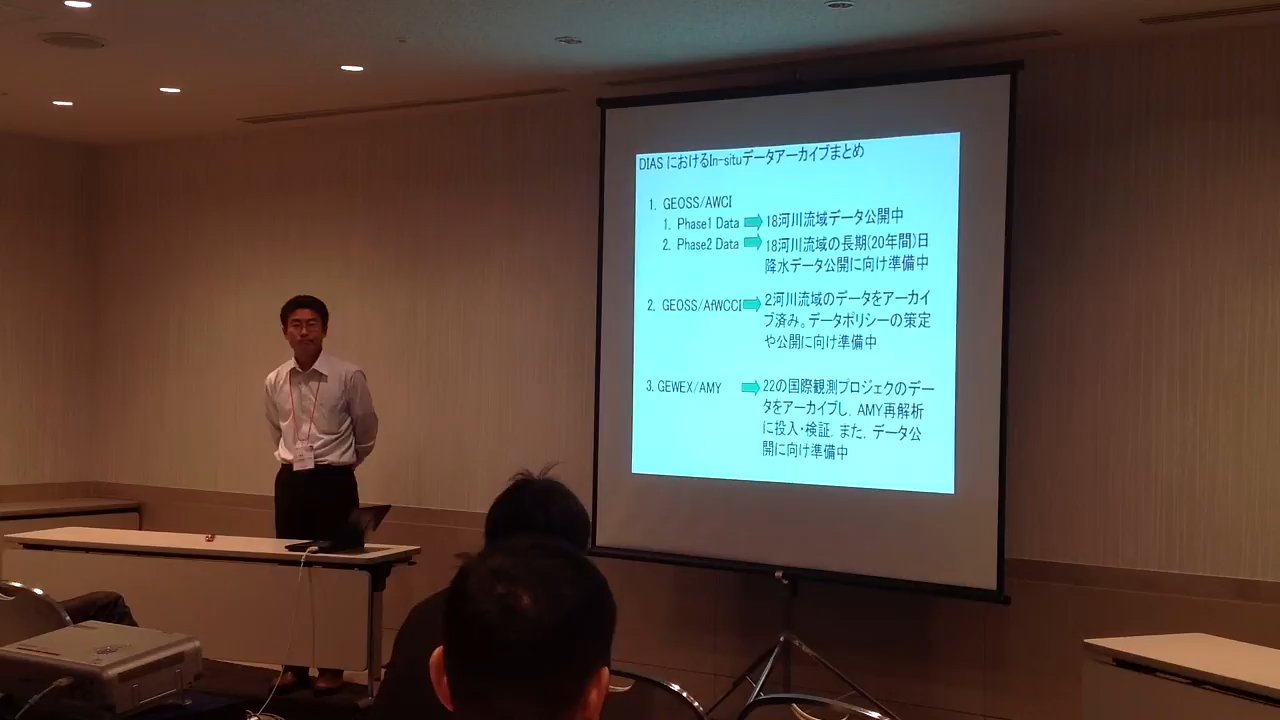 DIAS におけるIn-situデータアーカイブまとめ
1. GEOSS/AWCI
1. Phase1 Data 18河川流域データ公開中
2. Phase2 Data 18河川流域の長期(20年間)日
降水データ公開に向け準備中
2. GEOSS/AfWCCI 2河川流域のデータをアーカイ
ブ済み。データポリシーの策定
や公開に向け準備中
3. GEWEX/AMY 22の国際観測プロジェクのデー
タをアーカイブし、AMY再解析
に投入・検証。また、データ公
開に向け準備中